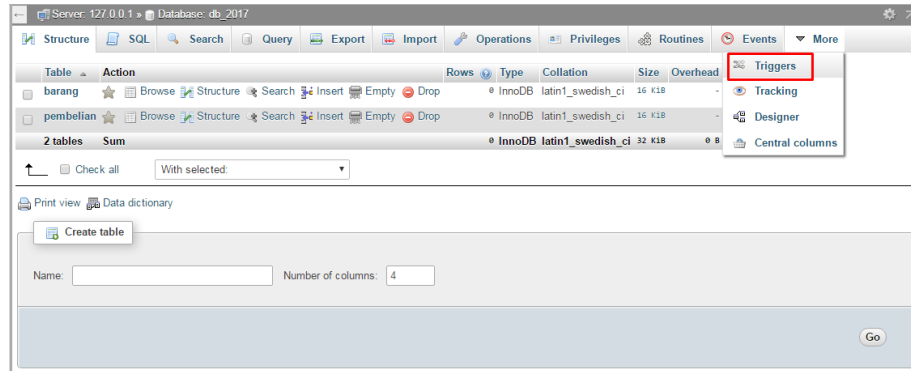 Server: 127.0.0.1 » Database: db_2017
Structure SQL Search Query Export Import Operations Privileges Routines Events More
Triggers
Tracking
Designer
Central columns
Table Action Rows Type Collation Size Overhead
barang Browse Structure Search Insert Empty Drop 0 InnoDB latin1_swedish_ci 16 KiB -
pembelian Browse Structure Search Insert Empty Drop 0 InnoDB latin1_swedish_ci 16 KiB -
2 tables Sum 0 InnoDB latin1_swedish_ci 32 KiB 0 B
Check all With selected:
Print view Data dictionary
Create table
Name: Number of columns: 4
Go